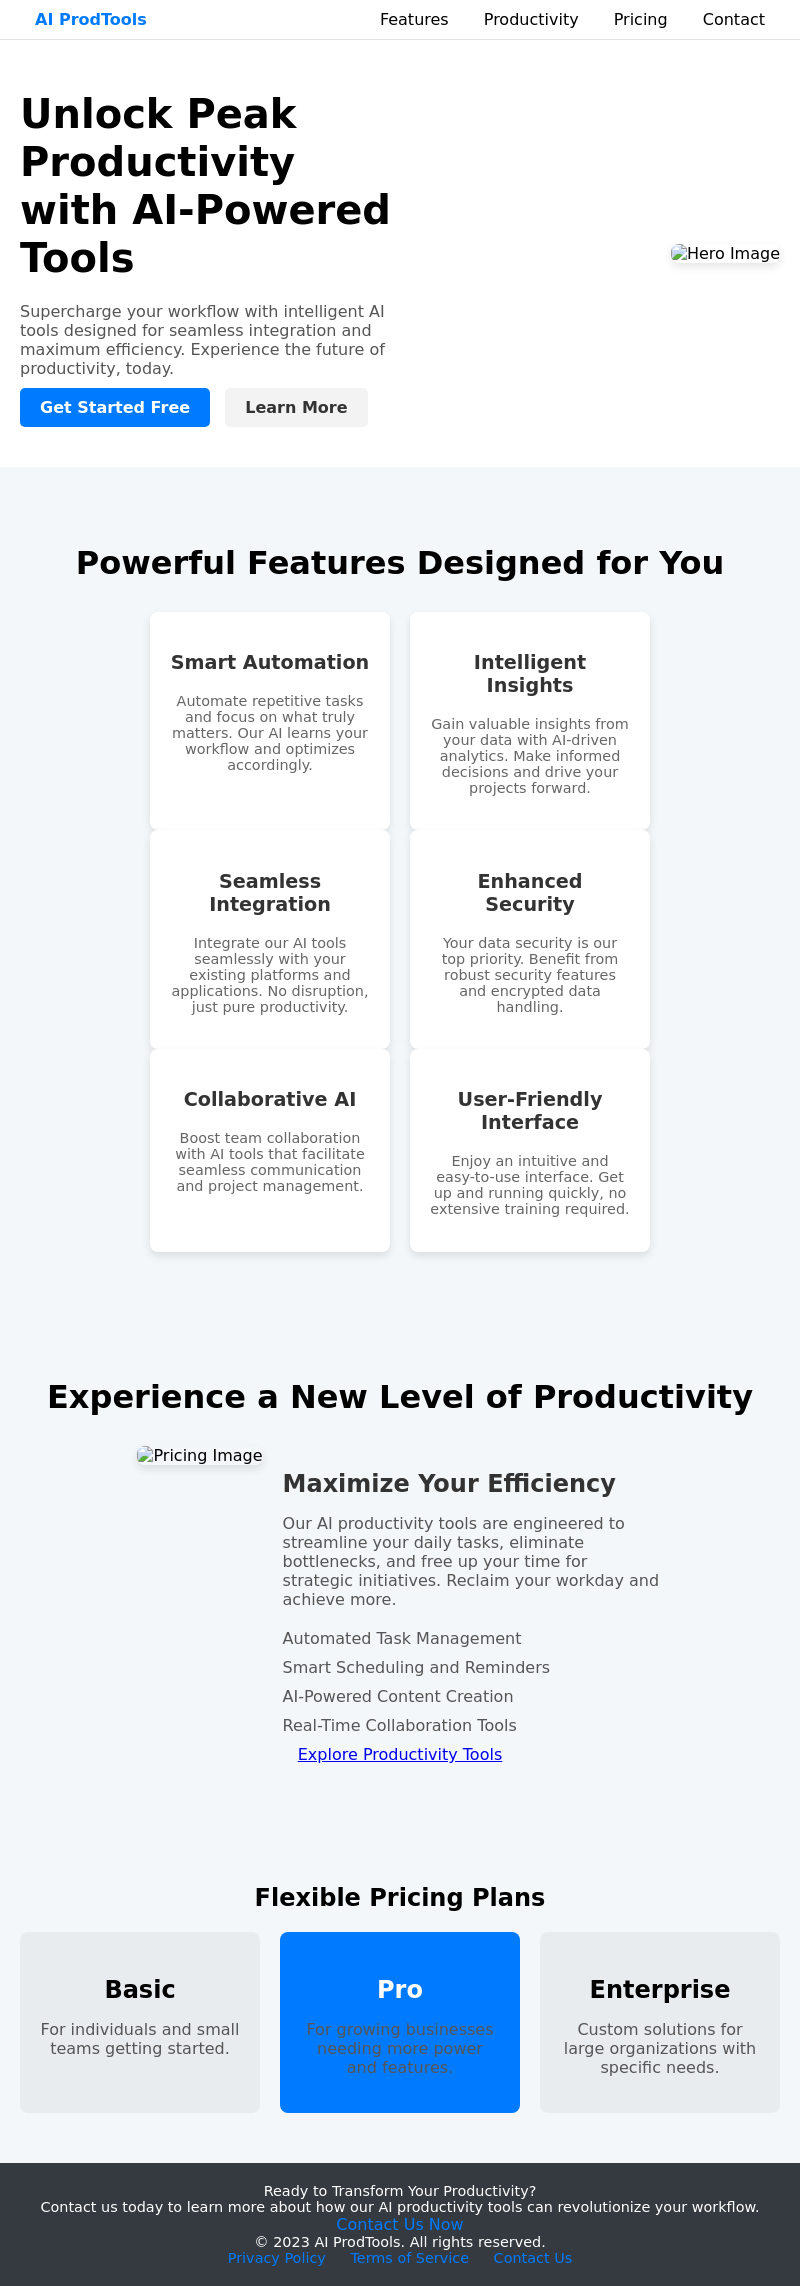 AI ProdTools
Features
Productivity
Pricing
Contact
Unlock Peak
Productivity
with AI-Powered
Tools
Hero Image
Supercharge your workflow with intelligent AI
tools designed for seamless integration and
maximum efficiency. Experience the future of
productivity, today.
Get Started Free
Learn More
Powerful Features Designed for You
Smart Automation
Automate repetitive tasks
and focus on what truly
matters. Our AI learns your
workflow and optimizes
accordingly.
Intelligent
Insights
Gain valuable insights from
your data with AI-driven
analytics. Make informed
decisions and drive your
projects forward.
Seamless
Integration
Integrate our AI tools
seamlessly with your
existing platforms and
applications. No disruption,
just pure productivity.
Enhanced
Security
Your data security is our
top priority. Benefit from
robust security features
and encrypted data
handling.
Collaborative AI
Boost team collaboration
with AI tools that facilitate
seamless communication
and project management.
User-Friendly
Interface
Enjoy an intuitive and
easy-to-use interface. Get
up and running quickly, no
extensive training required.
Experience a New Level of Productivity
Pricing Image
Maximize Your Efficiency
Our AI productivity tools are engineered to
streamline your daily tasks, eliminate
bottlenecks, and free up your time for
strategic initiatives. Reclaim your workday and
achieve more.
Automated Task Management
Smart Scheduling and Reminders
AI-Powered Content Creation
Real-Time Collaboration Tools
Explore Productivity Tools
Flexible Pricing Plans
Basic
For individuals and small
teams getting started.
Pro
For growing businesses
needing more power
and features.
Enterprise
Custom solutions for
large organizations with
specific needs.
Ready to Transform Your Productivity?
Contact us today to learn more about how our AI productivity tools can revolutionize your workflow.
Contact Us Now
© 2023 AI ProdTools. All rights reserved.
Privacy Policy
Terms of Service
Contact Us